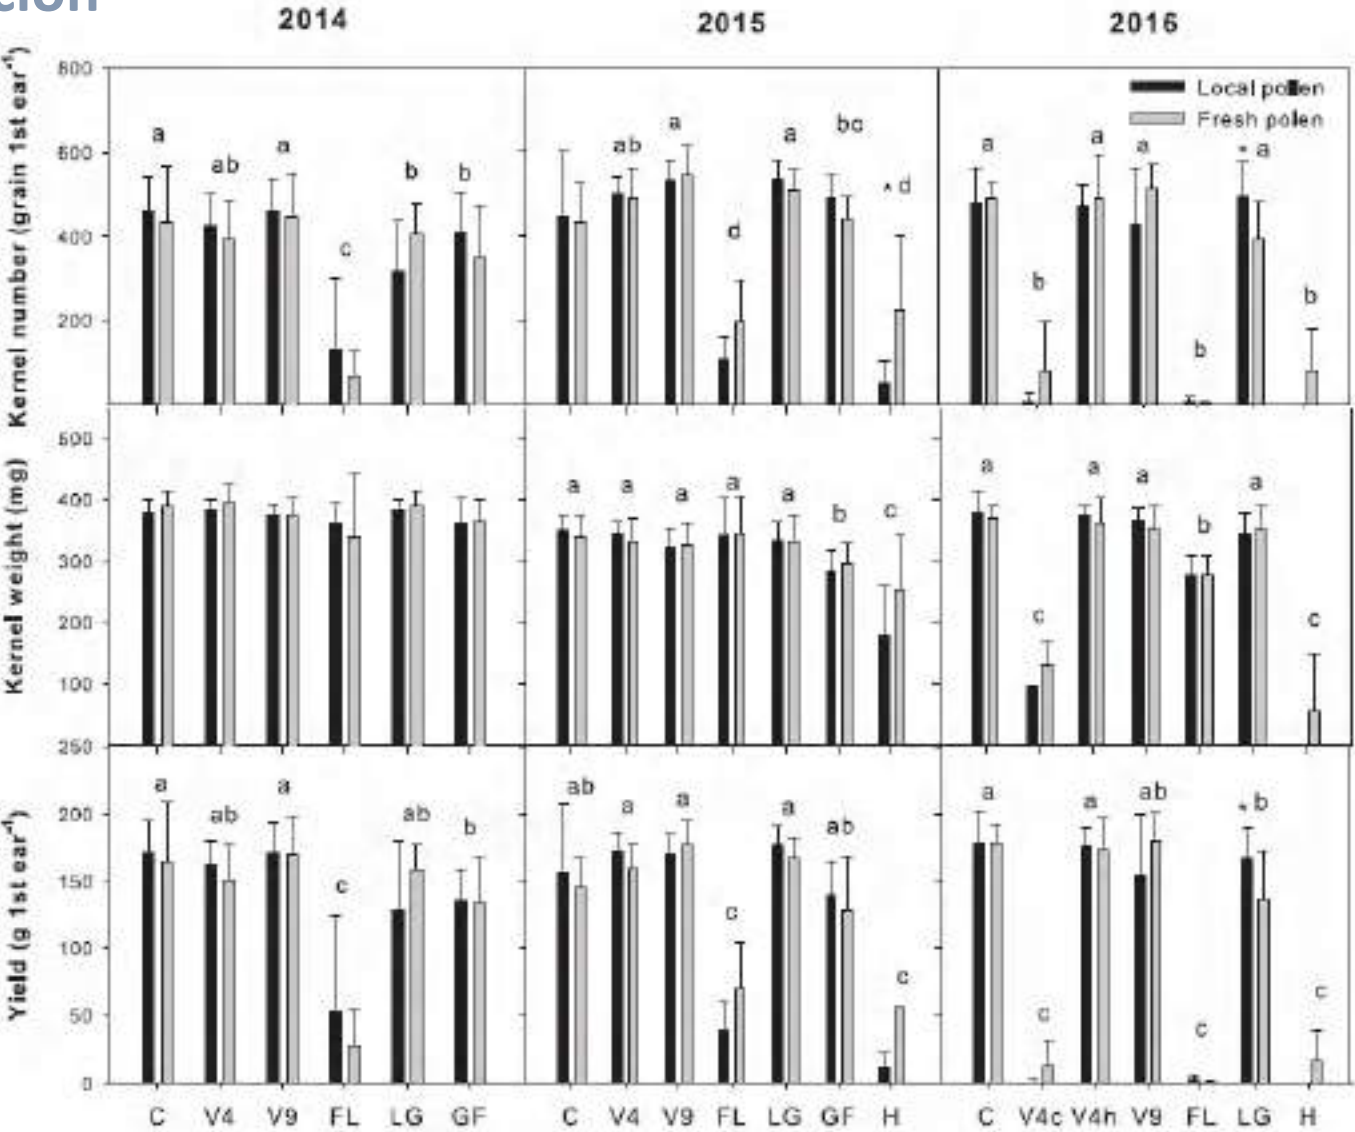 ción
2014 2015 2016
Kernel number (grain 1st ear⁻¹)
800
600
400
200
Local pollen
Fresh polen
a ab a c b b
ab a d a bc * d
a b a a b * a b
Kernel weight (mg)
500
400
300
200
100
a a a a a b c
a c a a b a c
Yield (g 1st ear⁻¹)
250
200
150
100
50
0
a ab a c ab b
ab a a c a ab c
a c a ab c * b c
C V4 V9 FL LG GF C V4 V9 FL LG GF H C V4c V4h V9 FL LG H